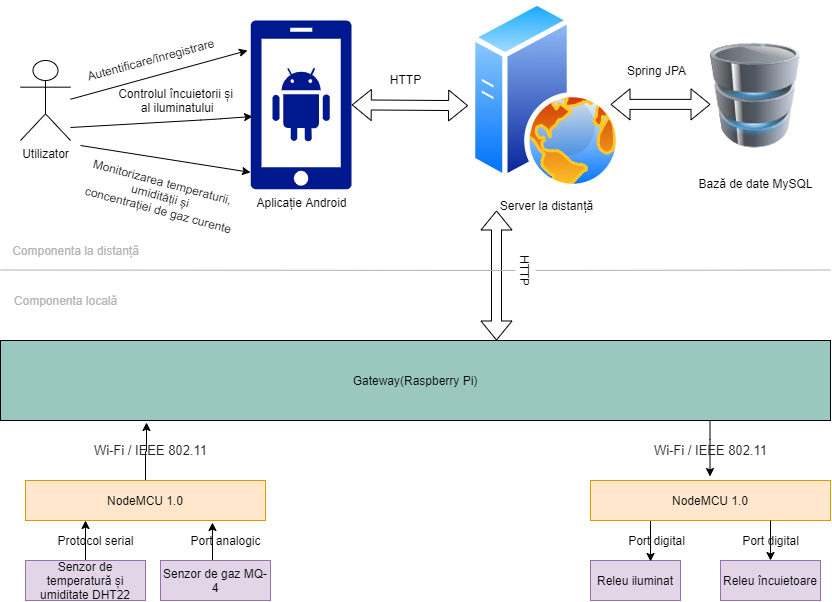 Autentificare/înregistrare
Controlul încuietorii și
al iluminatului
Utilizator
Monitorizarea temperaturii,
umidității și
concentrației de gaz curente
Aplicație Android
HTTP
Server la distanță
Spring JPA
Bază de date MySQL
Componenta la distanță
HTTP
Componenta locală
Gateway(Raspberry Pi)
Wi-Fi / IEEE 802.11
Wi-Fi / IEEE 802.11
NodeMCU 1.0
NodeMCU 1.0
Protocol serial
Port analogic
Port digital
Port digital
Senzor de
temperatură și
umiditate DHT22
Senzor de gaz MQ-
4
Releu iluminat
Releu încuietoare